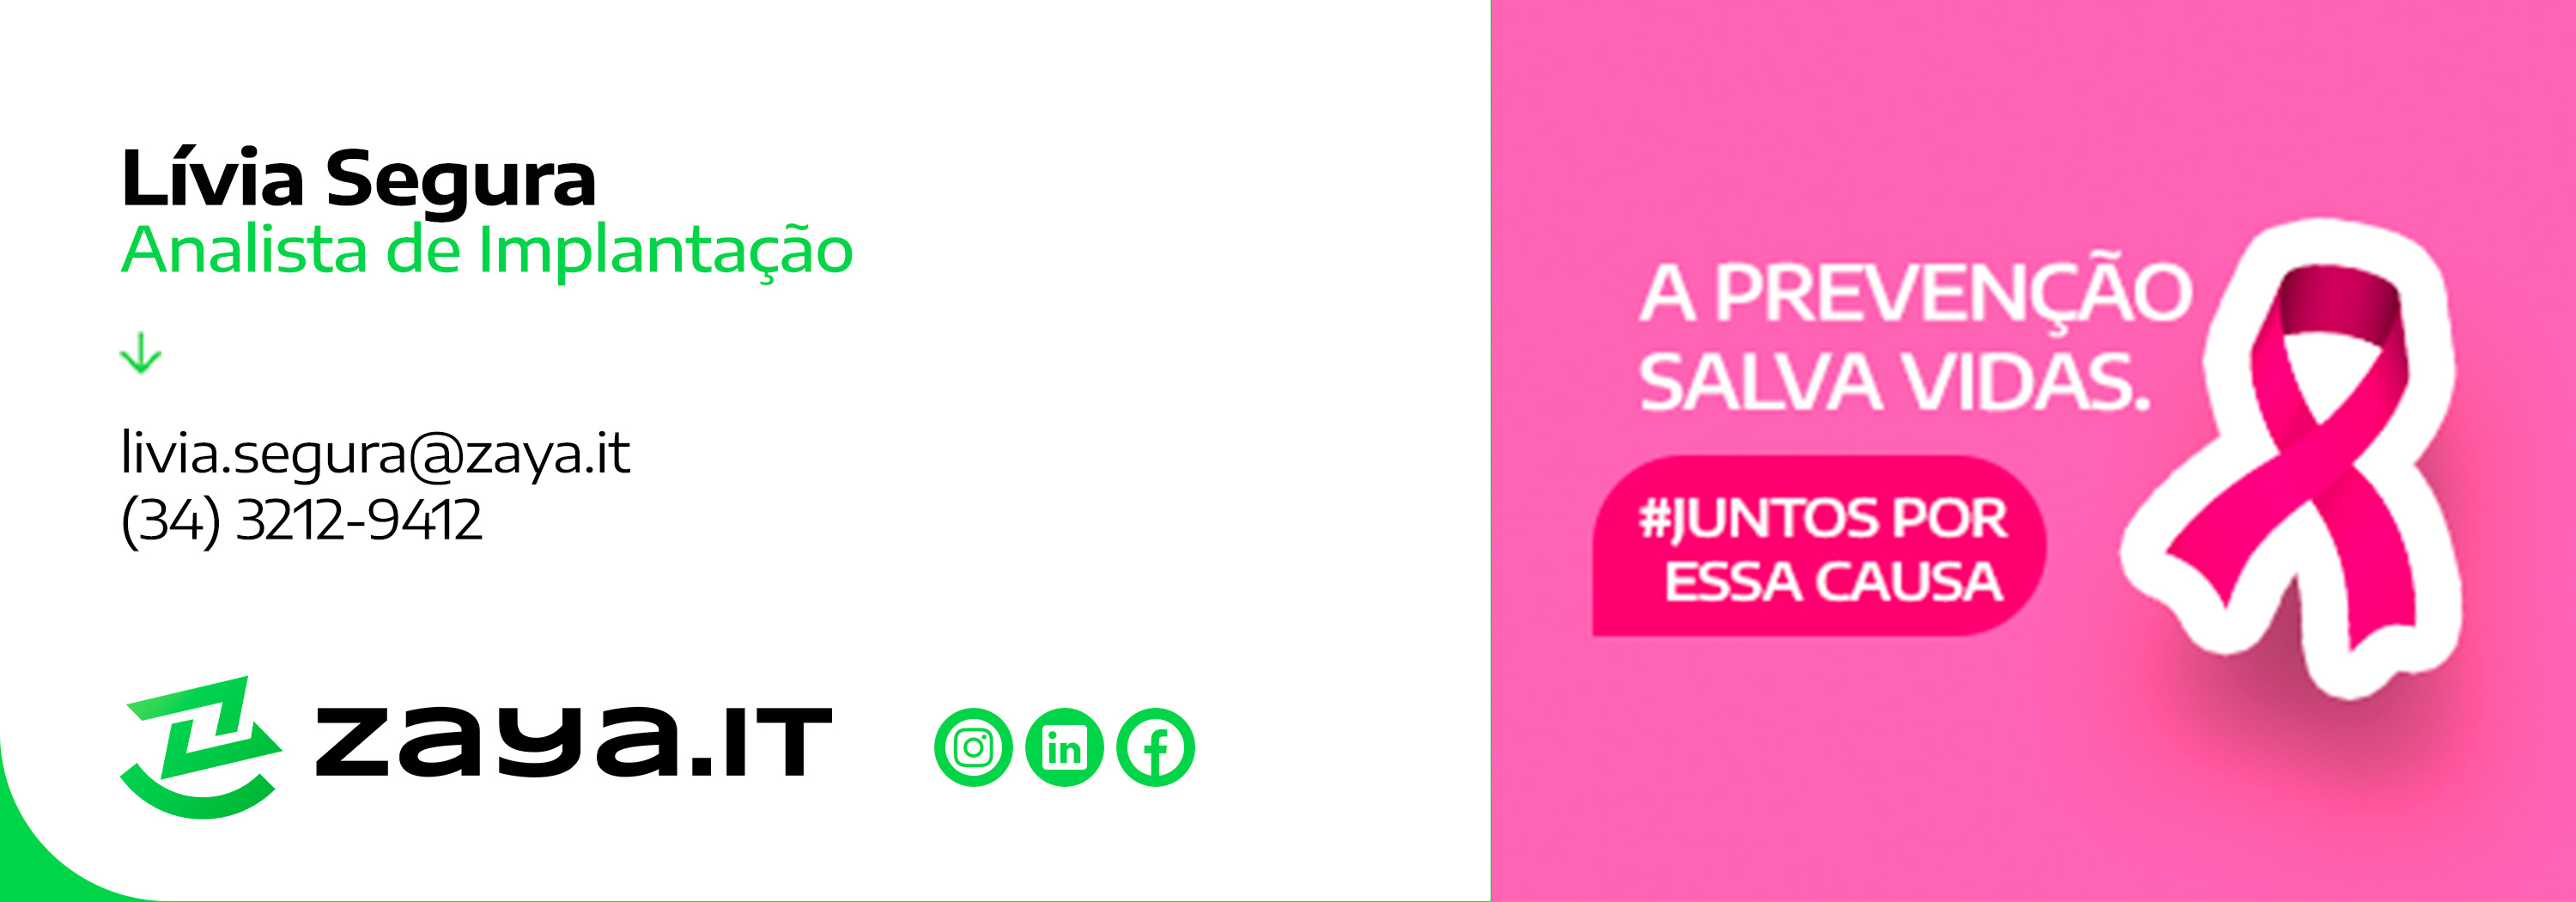 Lívia Segura
Analista de Implantação
livia.segura@zaya.it
(34) 3212-9412
zaya.IT
A PREVENÇÃO
SALVA VIDAS.
#JUNTOS POR
ESSA CAUSA